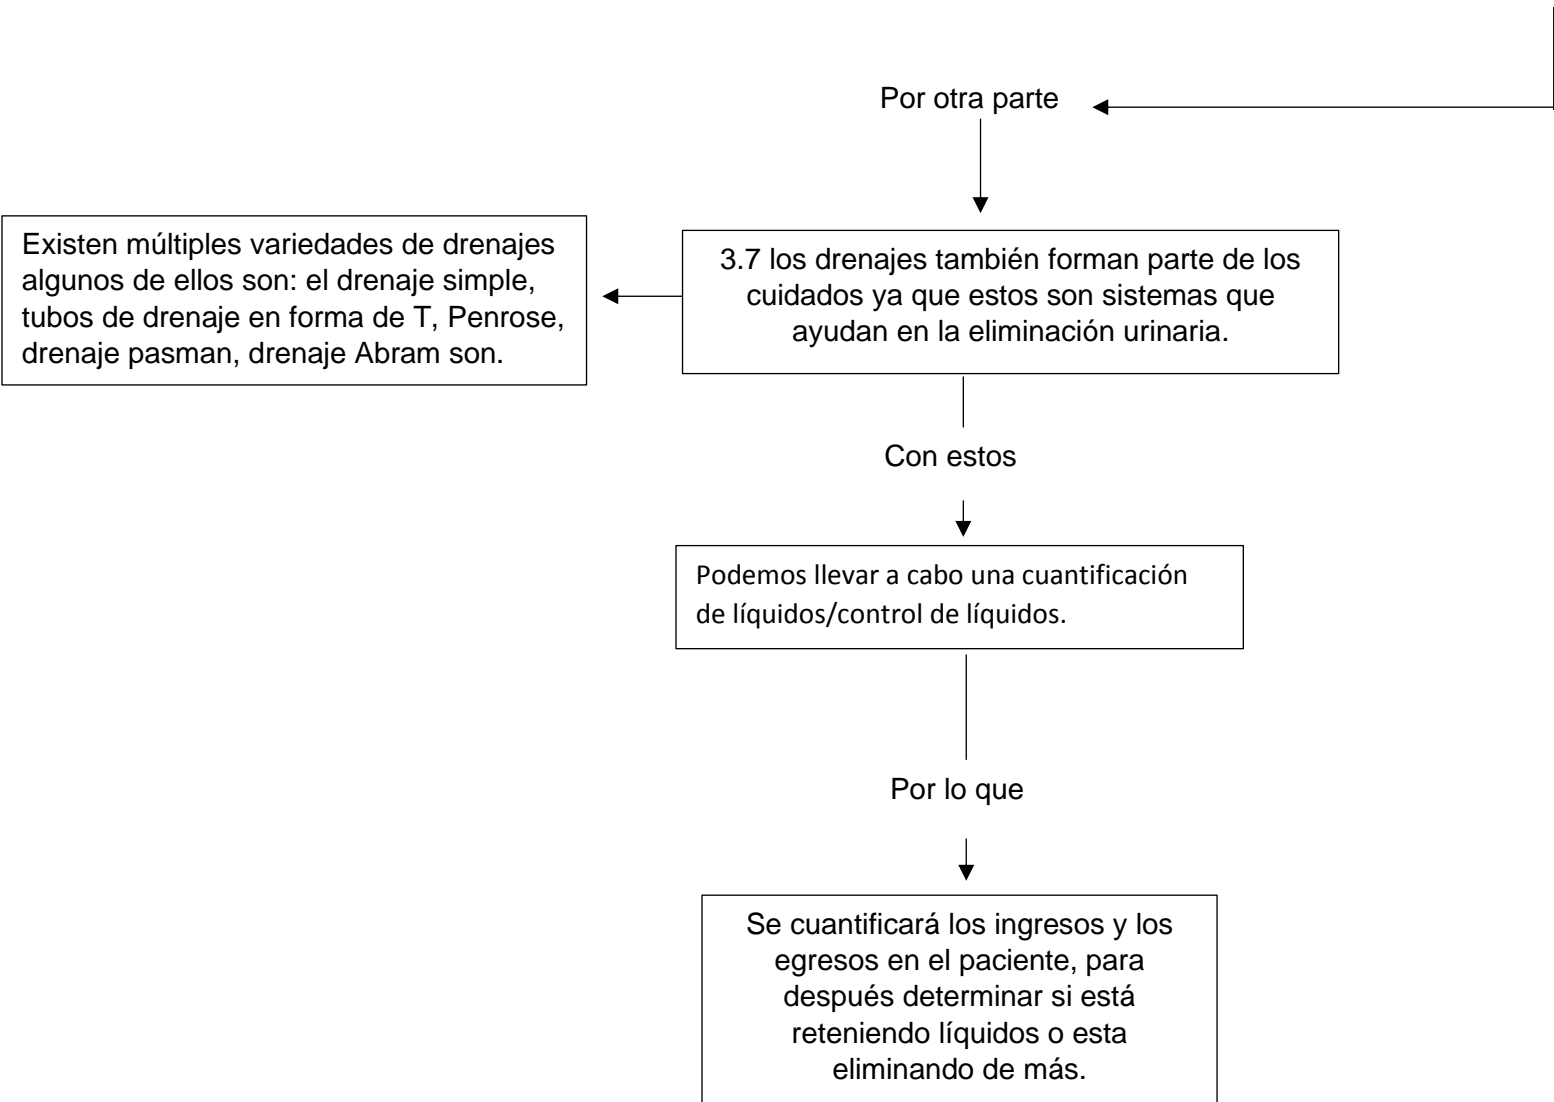 Por otra parte
Existen múltiples variedades de drenajes
algunos de ellos son: el drenaje simple,
tubos de drenaje en forma de T, Penrose,
drenaje pasman, drenaje Abram son.
3.7 los drenajes también forman parte de los
cuidados ya que estos son sistemas que
ayudan en la eliminación urinaria.
Con estos
Podemos llevar a cabo una cuantificación
de líquidos/control de líquidos.
Por lo que
Se cuantificará los ingresos y los
egresos en el paciente, para
después determinar si está
reteniendo líquidos o esta
eliminando de más.